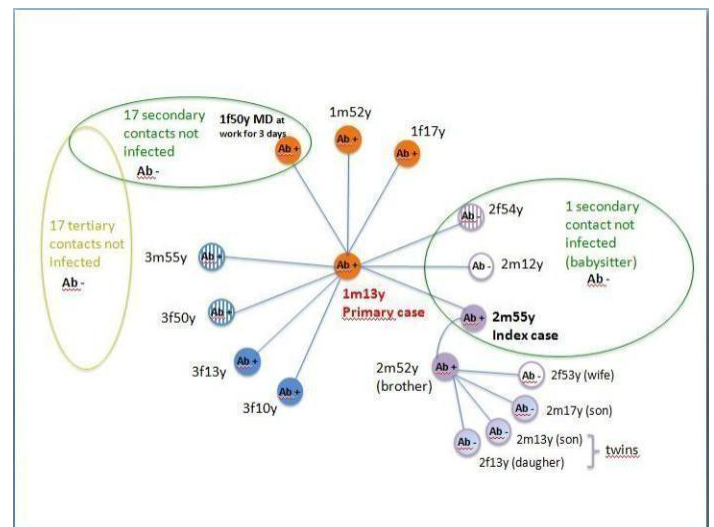 17 secondary
contacts not
infected
Ab -
1f50y MD at
work for 3 days
Ab +
1m52y
Ab +
1f17y
Ab +
17 tertiary
contacts not
infected
Ab -
2f54y
Ab -
1 secondary
contact not
infected
(babysitter)
Ab -
Ab - 2m12y
3m55y
Ab +
1m13y
Primary case
Ab + 2m55y
Index case
3f50y
3f13y Ab +
3f10y Ab +
2m52y
(brother)
Ab +
Ab - 2f53y (wife)
Ab - 2m17y (son)
Ab - 2m13y (son)
Ab - 2f13y (daugher)
twins